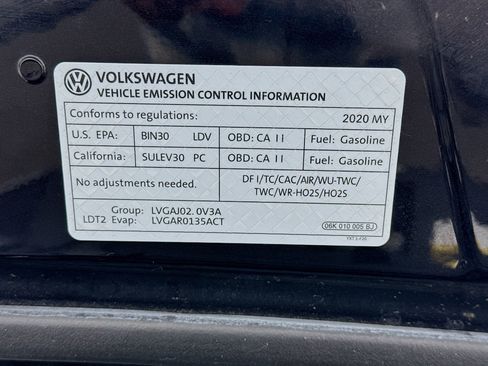 VOLKSWAGEN
VEHICLE EMISSION CONTROL INFORMATION
Conforms to regulations: 2020 MY
U.S. EPA: BIN30 LDV OBD: CA II Fuel: Gasoline
California: SULEV30 PC OBD: CA II Fuel: Gasoline
No adjustments needed. DFI/TC/CAC/AIR/WU-TWC/
TWC/WR-HO2S/HO2S
Group: LVGAJ02.0V3A
LDT2 Evap: LVGAR0135ACT
06K 010 005 BJ